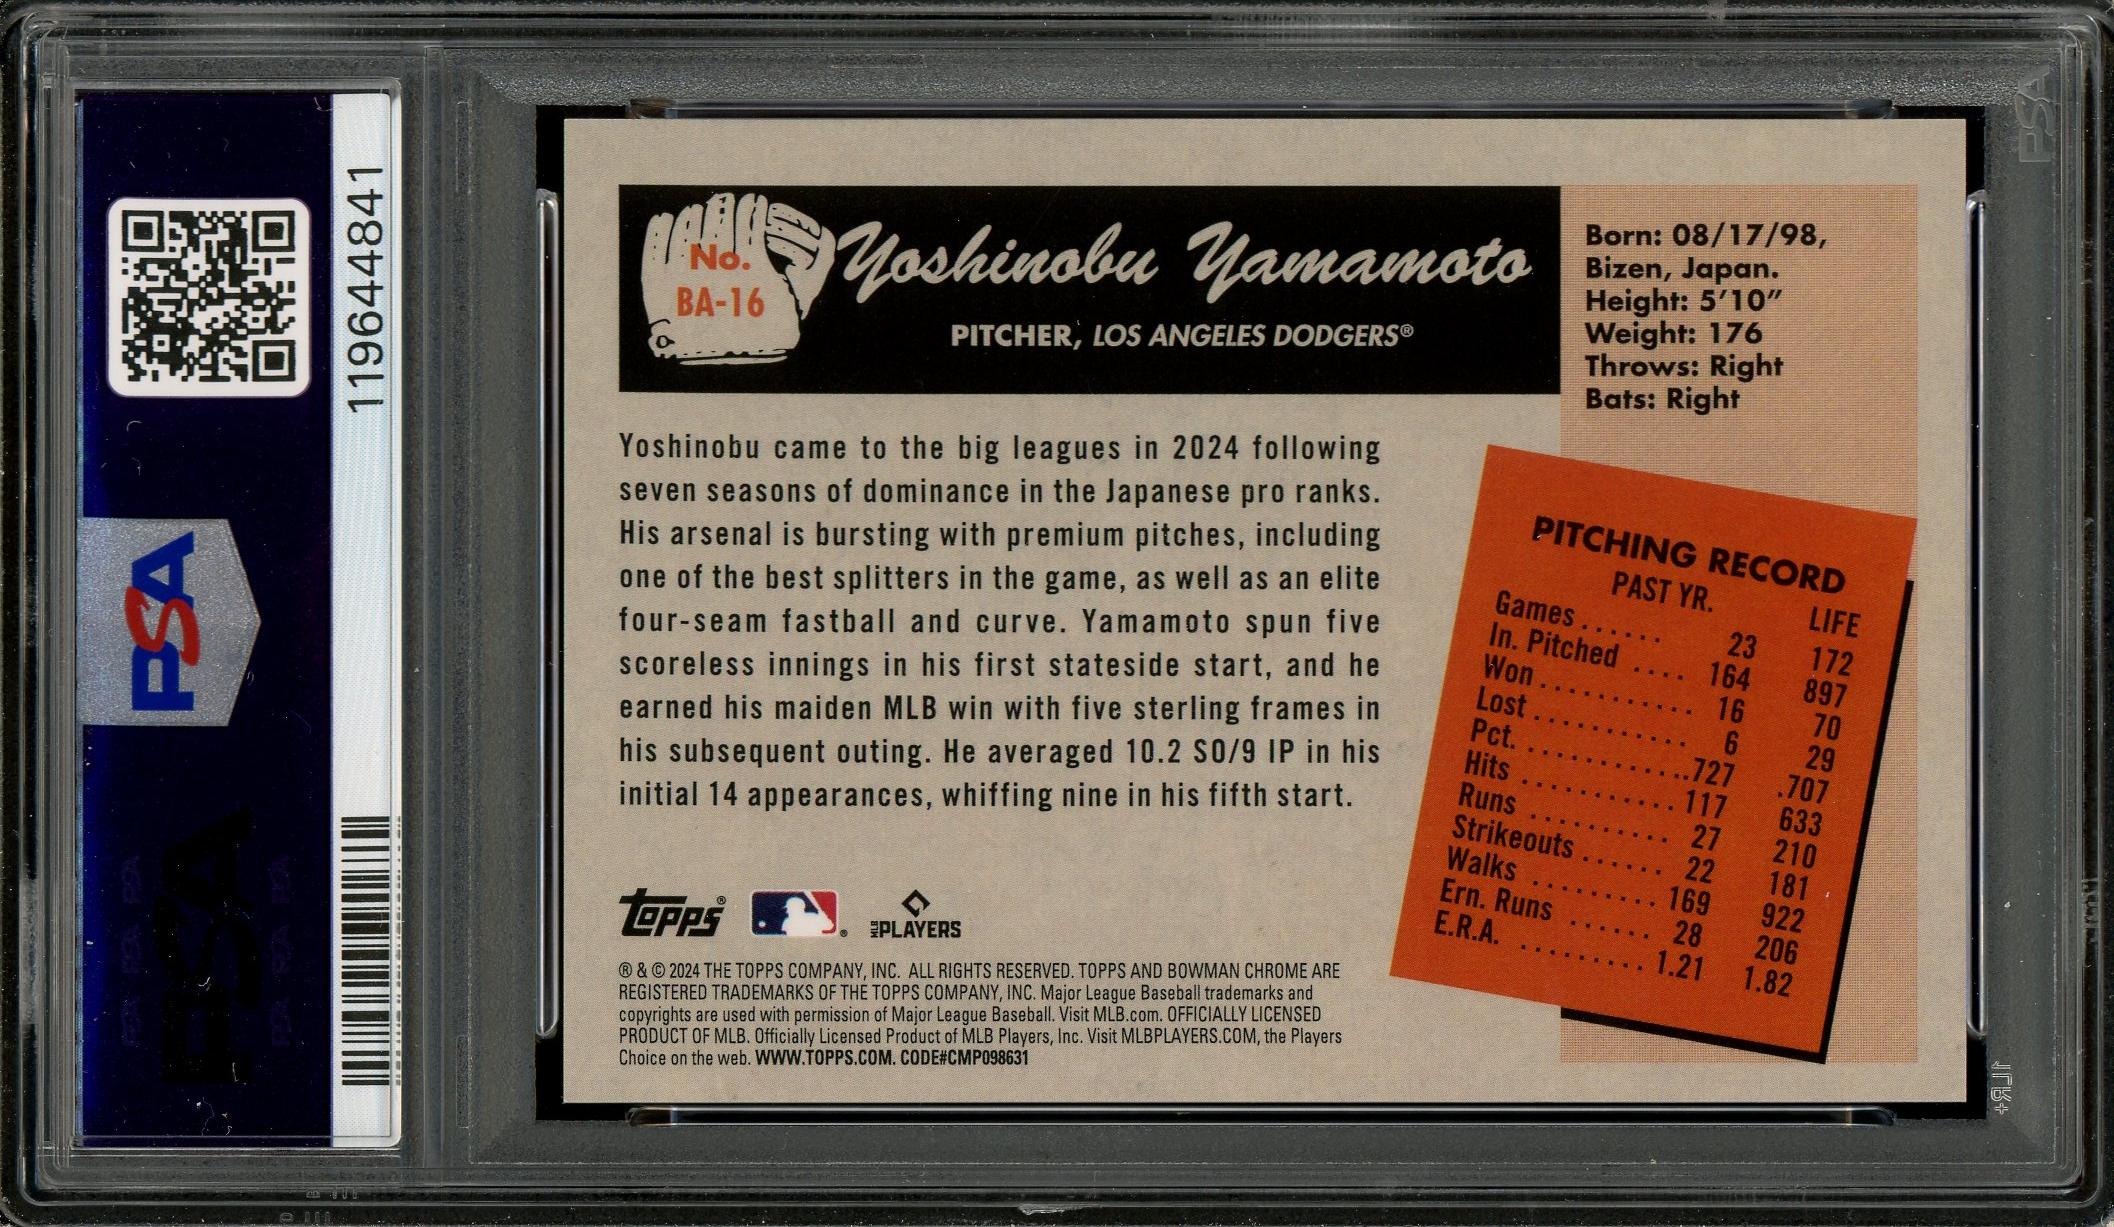 119644841
PSA
No.
BA-16
Yoshinobu Yamamoto
PITCHER, LOS ANGELES DODGERS®
Born: 08/17/98,
Bizen, Japan.
Height: 5'10"
Weight: 176
Throws: Right
Bats: Right
Yoshinobu came to the big leagues in 2024 following
seven seasons of dominance in the Japanese pro ranks.
His arsenal is bursting with premium pitches, including
one of the best splitters in the game, as well as an elite
four-seam fastball and curve. Yamamoto spun five
scoreless innings in his first stateside start, and he
earned his maiden MLB win with five sterling frames in
his subsequent outing. He averaged 10.2 SO/9 IP in his
initial 14 appearances, whiffing nine in his fifth start.
PITCHING RECORD
PAST YR. LIFE
Games ...... 23 172
In. Pitched .... 164 897
Won .......... 16 70
Lost .......... 6 29
Pct. ............ .727 .707
Hits .......... 117 633
Runs .......... 27 210
Strikeouts ...... 22 181
Walks ......... 169 922
Ern. Runs ...... 28 206
E.R.A. ......... 1.21 1.82
topps® ® MLB PLAYERS
® & © 2024 THE TOPPS COMPANY, INC. ALL RIGHTS RESERVED. TOPPS AND BOWMAN CHROME ARE
REGISTERED TRADEMARKS OF THE TOPPS COMPANY, INC. Major League Baseball trademarks and
copyrights are used with permission of Major League Baseball. Visit MLB.com. OFFICIALLY LICENSED
PRODUCT OF MLB. Officially Licensed Product of MLB Players, Inc. Visit MLBPLAYERS.COM, the Players
Choice on the web. WWW.TOPPS.COM. CODE#CMP098631
PSA